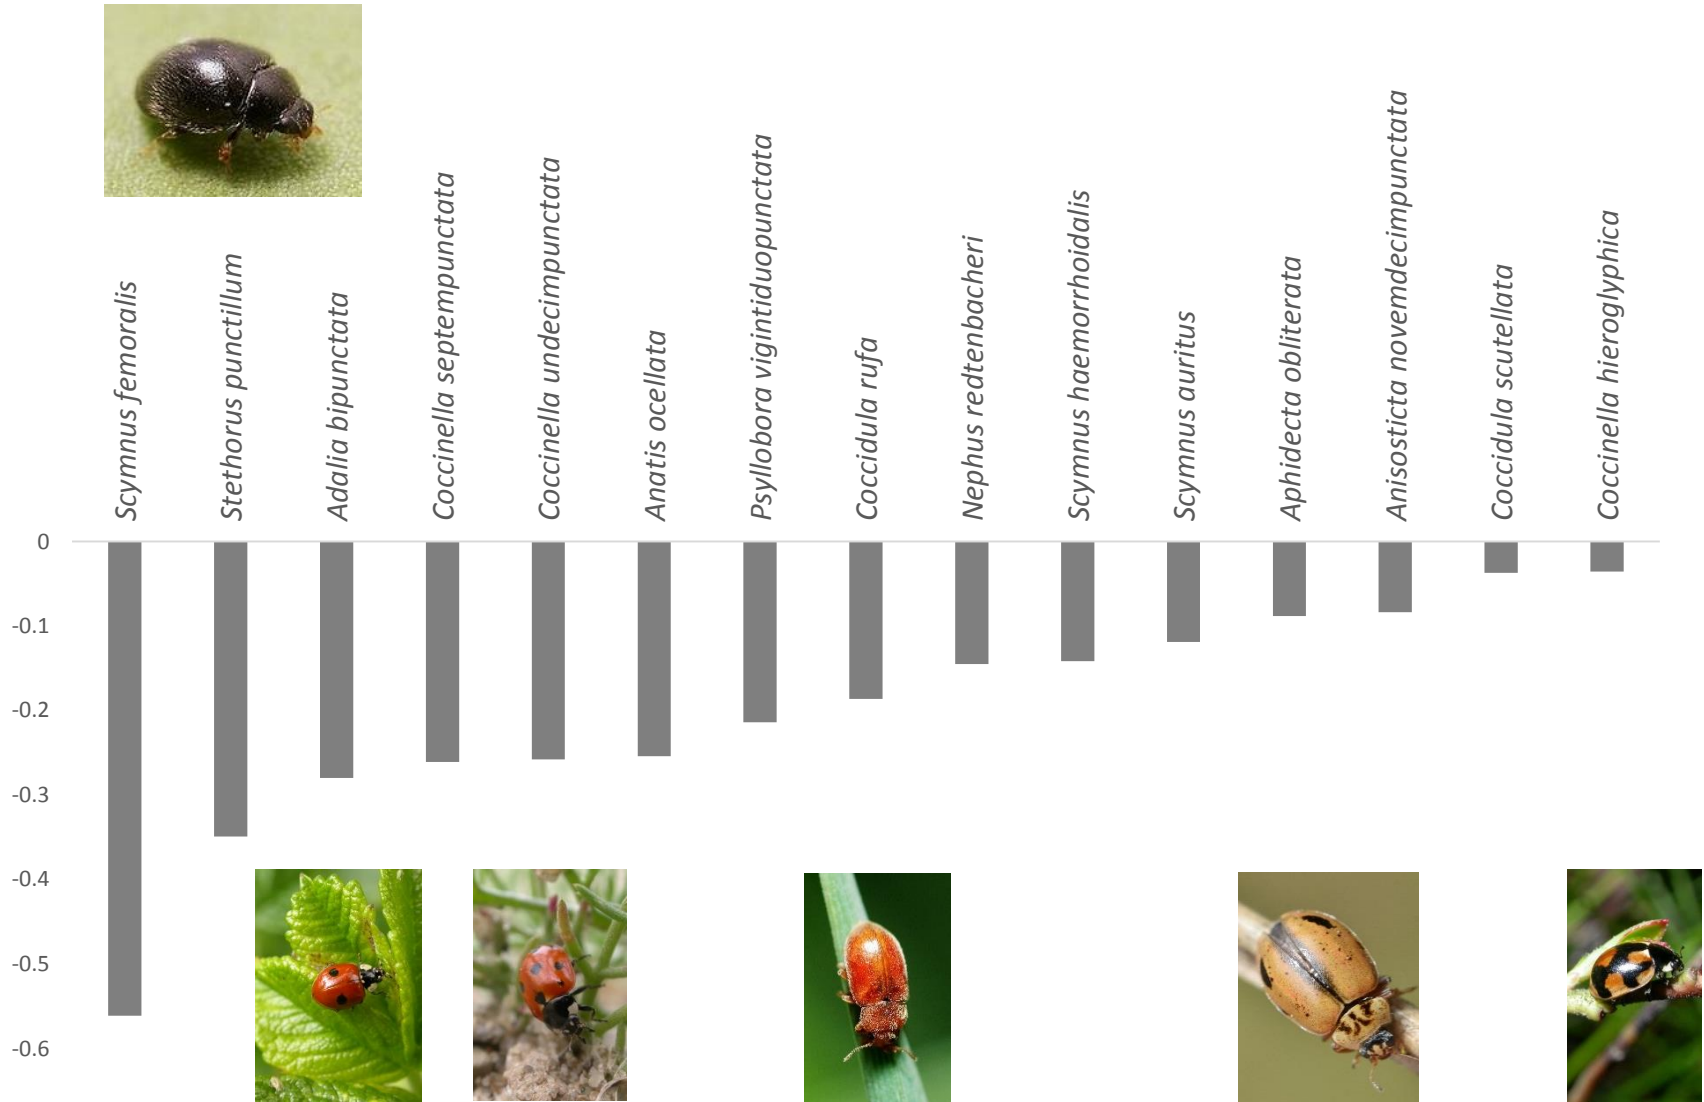 Scymnus femoralis
Stethorus punctillum
Adalia bipunctata
Coccinella septempunctata
Coccinella undecimpunctata
Anatis ocellata
Psyllobora vigintiduopunctata
Coccidula rufa
Nephus redtenbacheri
Scymnus haemorrhoidalis
Scymnus auritus
Aphidecta obliterata
Anisosticta novemdecimpunctata
Coccidula scutellata
Coccinella hieroglyphica
0
-0.1
-0.2
-0.3
-0.4
-0.5
-0.6